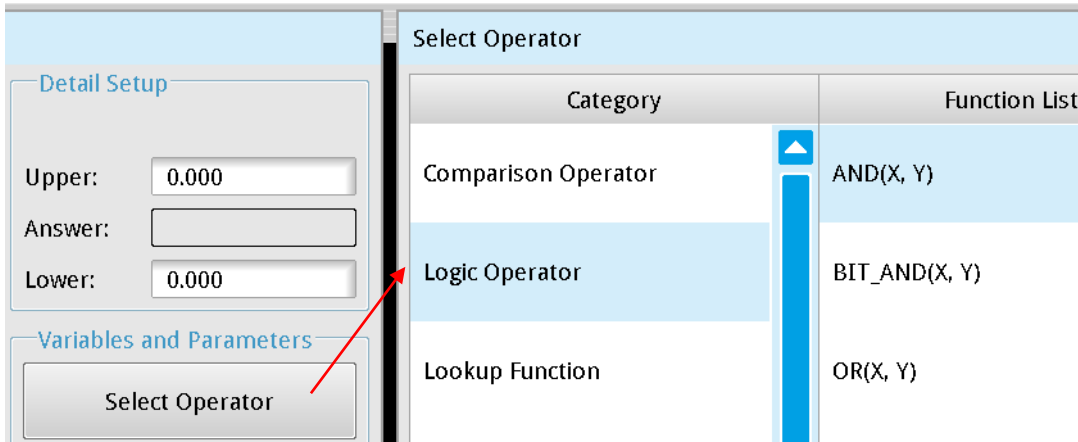 Detail Setup
Upper: 0.000
Answer:
Lower: 0.000
Variables and Parameters
Select Operator
Select Operator
Category Function List
Comparison Operator AND(X, Y)
Logic Operator BIT_AND(X, Y)
Lookup Function OR(X, Y)